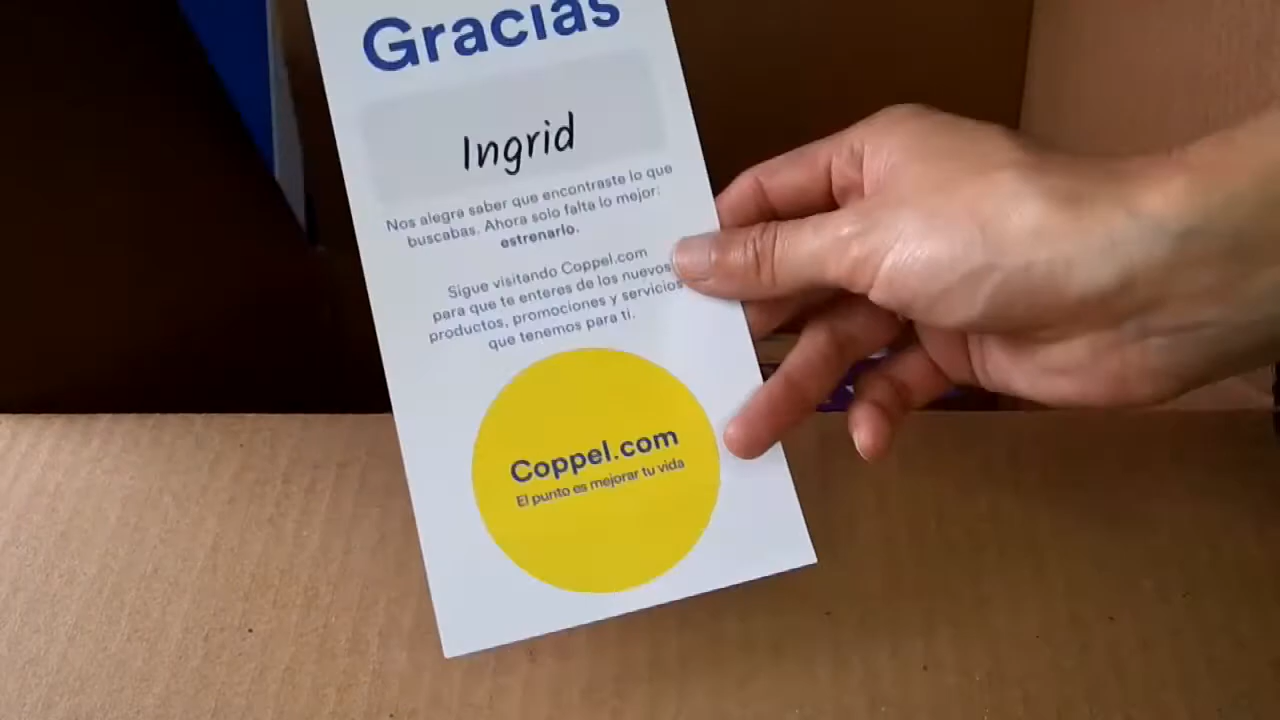 Gracias
Ingrid
Nos alegra saber que encontraste lo que
buscabas. Ahora solo falta lo mejor:
estrenarlo.
Sigue visitando Coppel.com
para que te enteres de los nuevos
productos, promociones y servicios
que tenemos para ti.
Coppel.com
El punto es mejorar tu vida